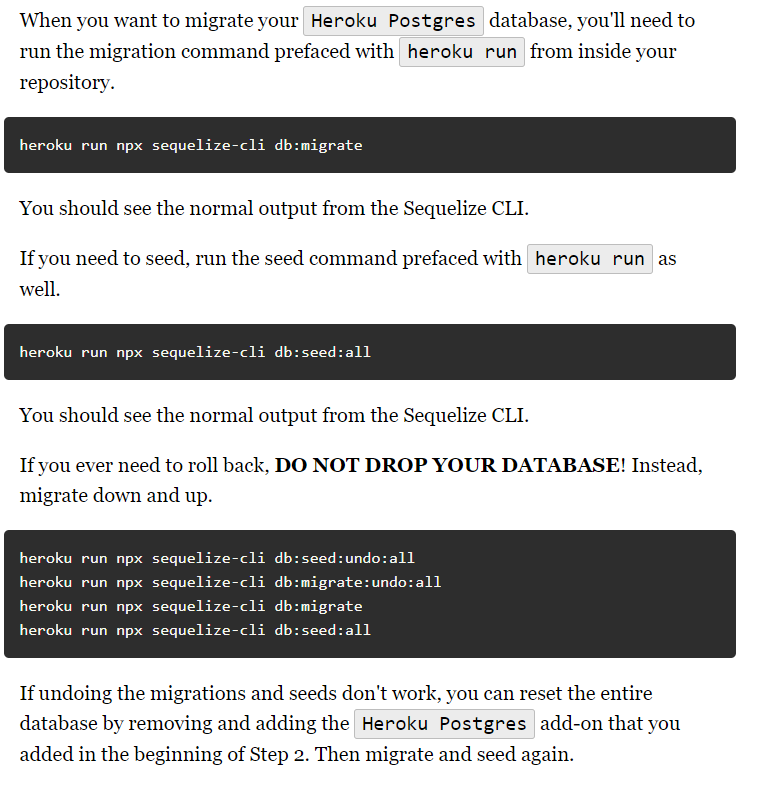 When you want to migrate your Heroku Postgres database, you'll need to
run the migration command prefaced with heroku run from inside your
repository.
heroku run npx sequelize-cli db:migrate
You should see the normal output from the Sequelize CLI.
If you need to seed, run the seed command prefaced with heroku run as
well.
heroku run npx sequelize-cli db:seed:all
You should see the normal output from the Sequelize CLI.
If you ever need to roll back, DO NOT DROP YOUR DATABASE! Instead,
migrate down and up.
heroku run npx sequelize-cli db:seed:undo:all
heroku run npx sequelize-cli db:migrate:undo:all
heroku run npx sequelize-cli db:migrate
heroku run npx sequelize-cli db:seed:all
If undoing the migrations and seeds don't work, you can reset the entire
database by removing and adding the Heroku Postgres add-on that you
added in the beginning of Step 2. Then migrate and seed again.